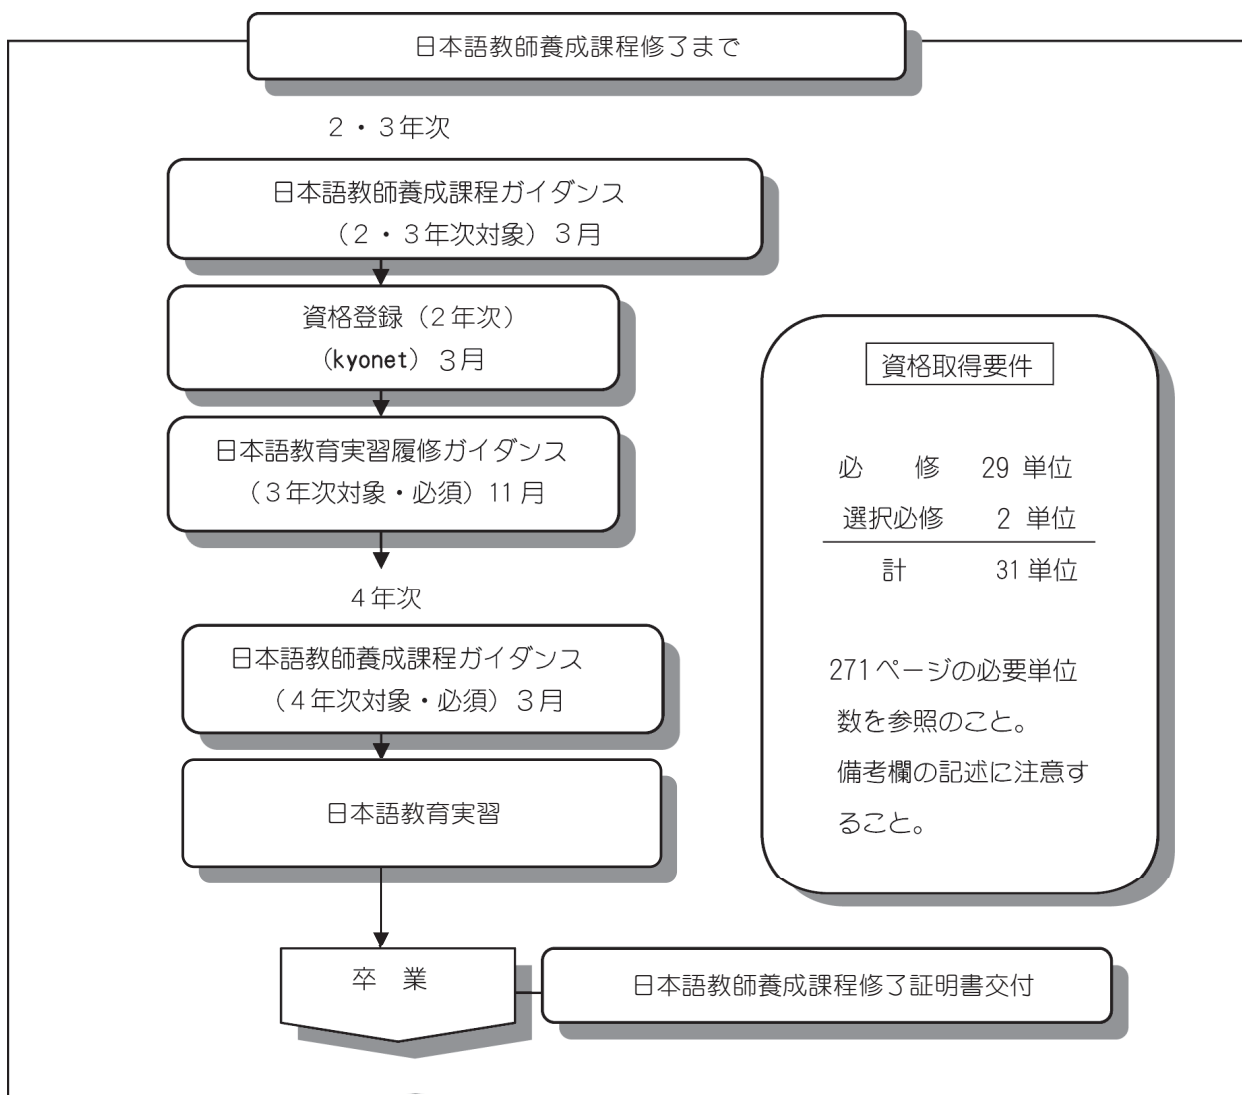 日本語教師養成課程修了まで
2・3年次
日本語教師養成課程ガイダンス
（2・3年次対象）3月
資格登録（2年次）
（kyonet）3月
日本語教育実習履修ガイダンス
（3年次対象・必須）11月
4年次
日本語教師養成課程ガイダンス
（4年次対象・必須）3月
日本語教育実習
卒　業
日本語教師養成課程修了証明書交付
資格取得要件
必　　修　29 単位
選択必修　2 単位
計　　31単位
271ページの必要単位
数を参照のこと。
備考欄の記述に注意す
ること。